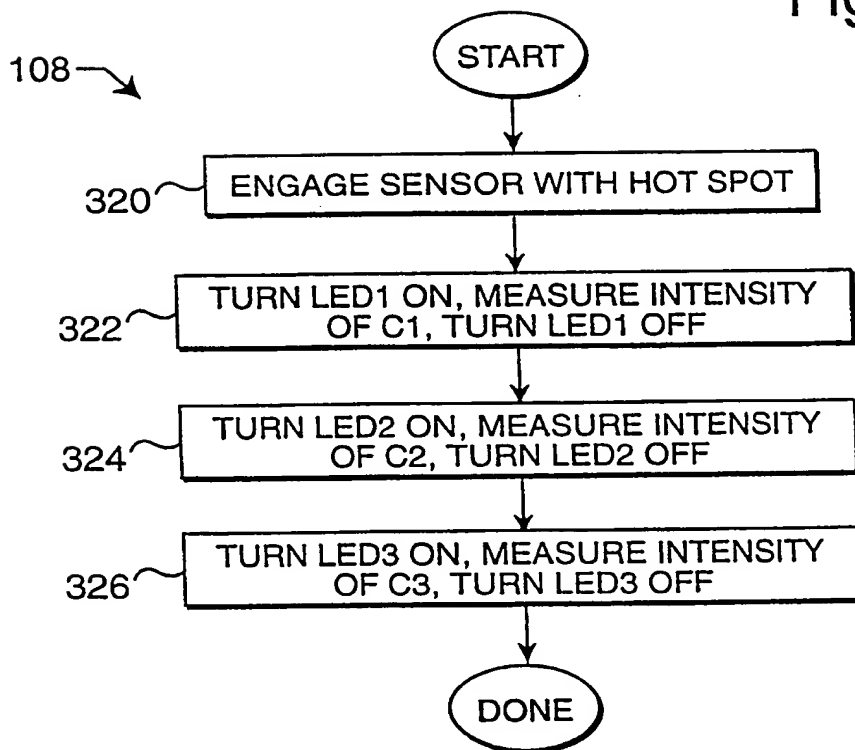 Fig
START
108
320
ENGAGE SENSOR WITH HOT SPOT
322
TURN LED1 ON, MEASURE INTENSITY
OF C1, TURN LED1 OFF
324
TURN LED2 ON, MEASURE INTENSITY
OF C2, TURN LED2 OFF
326
TURN LED3 ON, MEASURE INTENSITY
OF C3, TURN LED3 OFF
DONE